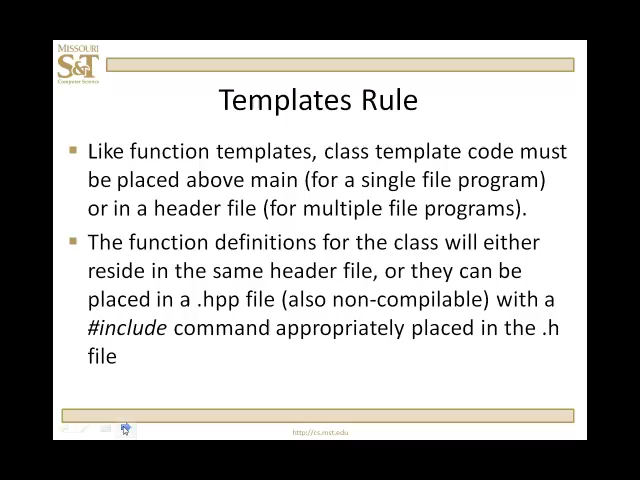 MISSOURI
S&T
Computer Science
Templates Rule
Like function templates, class template code must
be placed above main (for a single file program)
or in a header file (for multiple file programs).
The function definitions for the class will either
reside in the same header file, or they can be
placed in a .hpp file (also non-compilable) with a
#include command appropriately placed in the .h
file
http://cs.mst.edu